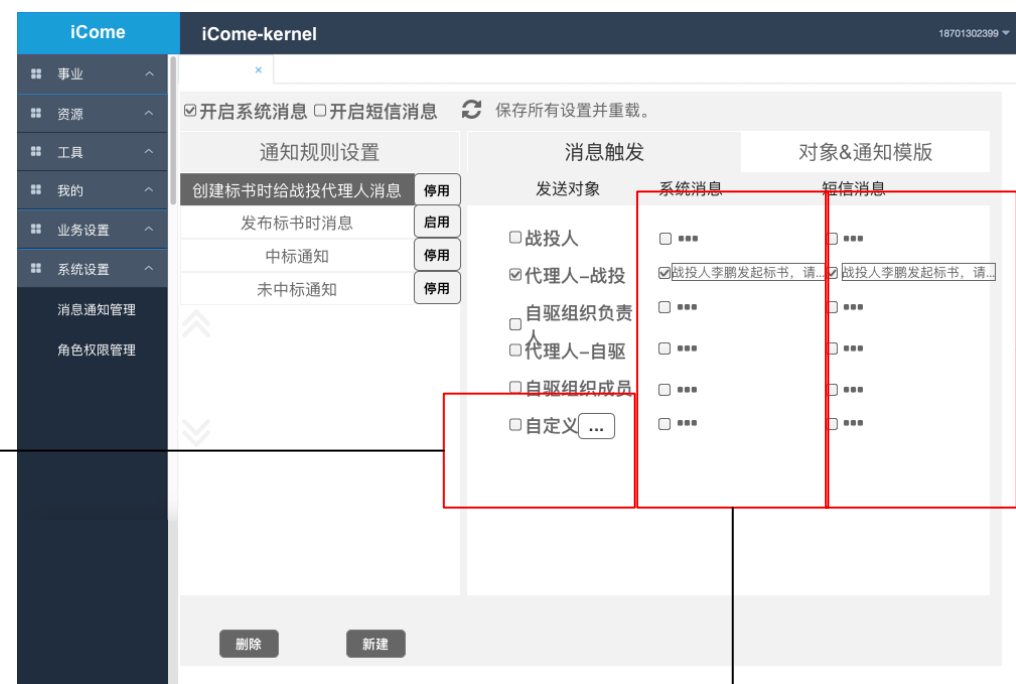 iCome
iCome-kernel
18701302399
事业
资源
工具
我的
业务设置
系统设置
消息通知管理
角色权限管理
×
开启系统消息 开启短信消息 保存所有设置并重载。
通知规则设置
创建标书时给战投代理人消息 停用
发布标书时消息 启用
中标通知 停用
未中标通知 停用
消息触发 对象&通知模版
发送对象 系统消息 短信消息
战投人
代理人–战投 战投人李鹏发起标书，请... 战投人李鹏发起标书，请...
自驱组织负责
人
代理人–自驱
自驱组织成员
自定义 ...
删除 新建